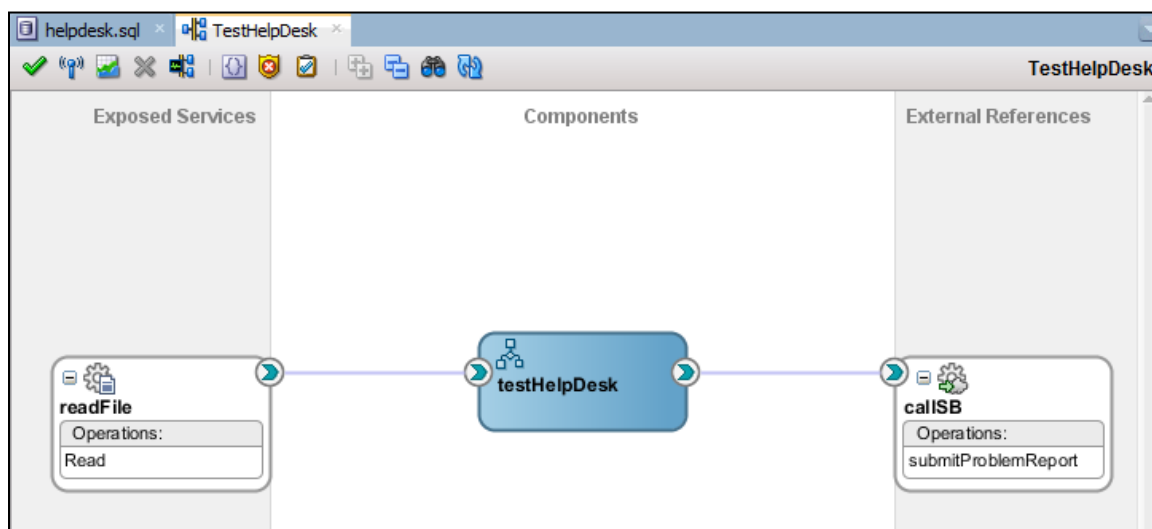 helpdesk.sql
TestHelpDesk
TestHelpDesk
Exposed Services
Components
External References
readFile
Operations:
Read
testHelpDesk
callSB
Operations:
submitProblemReport